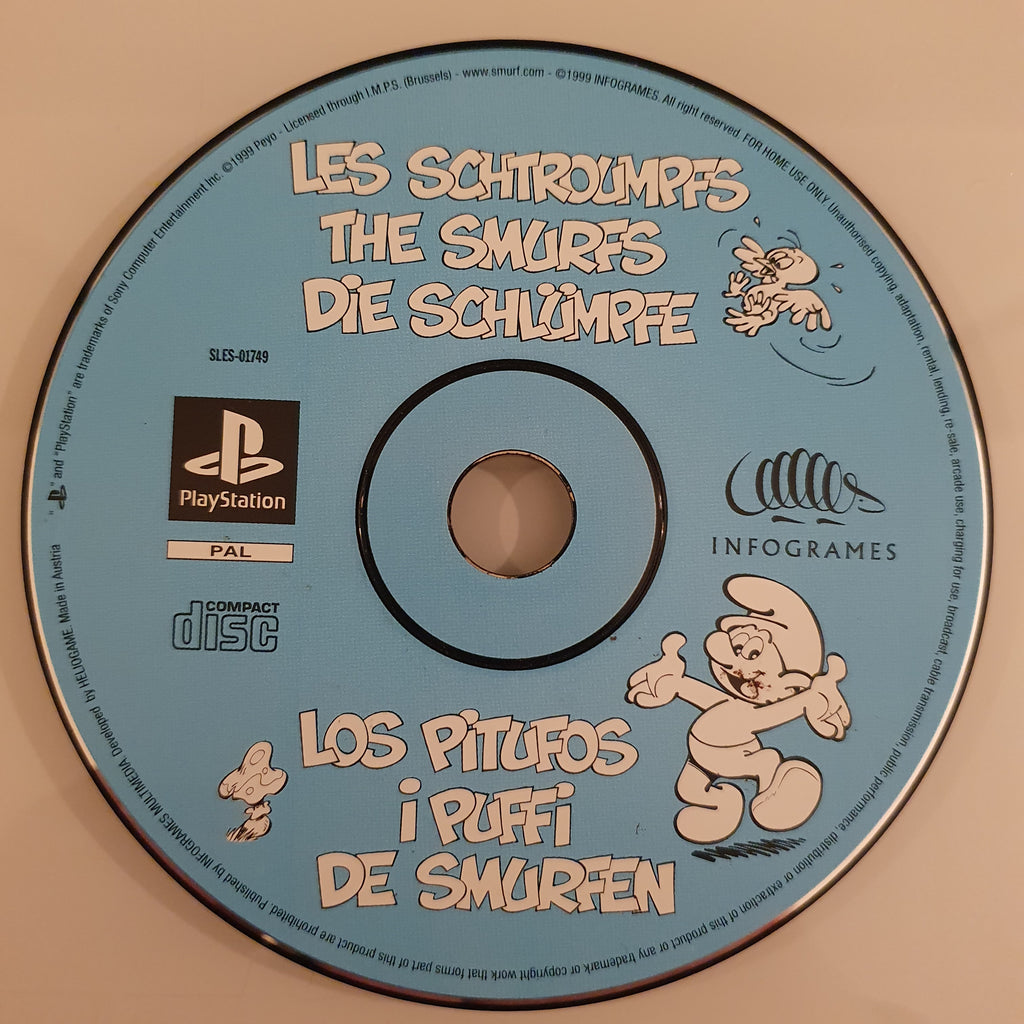 "PS" and "PlayStation" are trademarks of Sony Computer Entertainment Inc. ©1999 Peyo - Licensed through I.M.P.S. (Brussels) - www.smurf.com - ©1999 INFOGRAMES. All right reserved. FOR HOME USE ONLY Unauthorised copying, adaptation, rental, lending, re-sale, arcade use, charging for use, broadcast, cable transmission, public performance, distribution or extraction of this product or any trademark or copyright work that forms part of this product are prohibited. Published by INFOGRAMES MULTIMEDIA. Developed by HELIOGAME. Made in Austria
LES SCHTROUMPFS
THE SMURFS
DiE SCHLÜMPFE
SLES-01749
PlayStation
PAL
COMPACT
disc
INFOGRAMES
LOS PiTUFOS
i PUFFi
DE SMURFEN